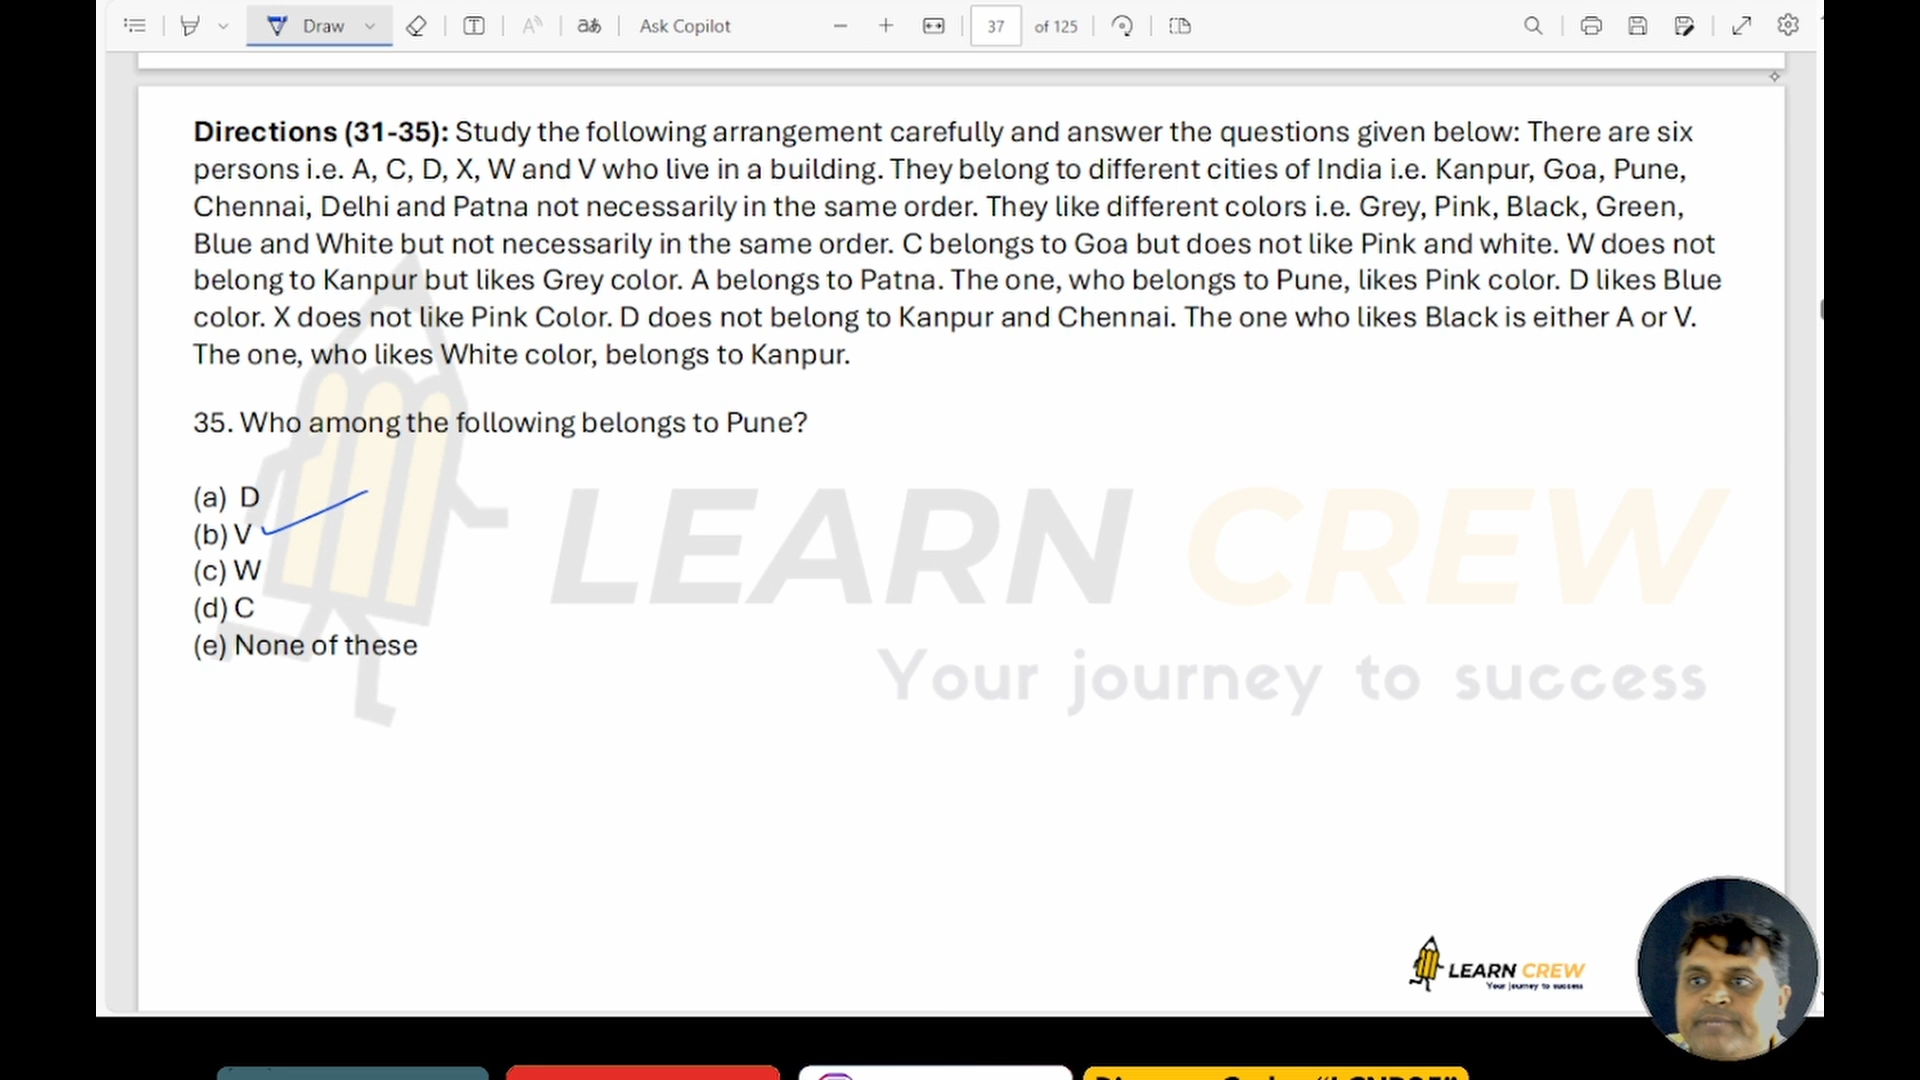 Draw
Ask Copilot
37
of 125
Directions (31-35): Study the following arrangement carefully and answer the questions given below: There are six
persons i.e. A, C, D, X, W and V who live in a building. They belong to different cities of India i.e. Kanpur, Goa, Pune,
Chennai, Delhi and Patna not necessarily in the same order. They like different colors i.e. Grey, Pink, Black, Green,
Blue and White but not necessarily in the same order. C belongs to Goa but does not like Pink and white. W does not
belong to Kanpur but likes Grey color. A belongs to Patna. The one, who belongs to Pune, likes Pink color. D likes Blue
color. X does not like Pink Color. D does not belong to Kanpur and Chennai. The one who likes Black is either A or V.
The one, who likes White color, belongs to Kanpur.
35. Who among the following belongs to Pune?
(a) D
(b) V
(c) W
(d) C
(e) None of these
LEARN CREW
Your journey to success
LEARN CREW
Your journey to success